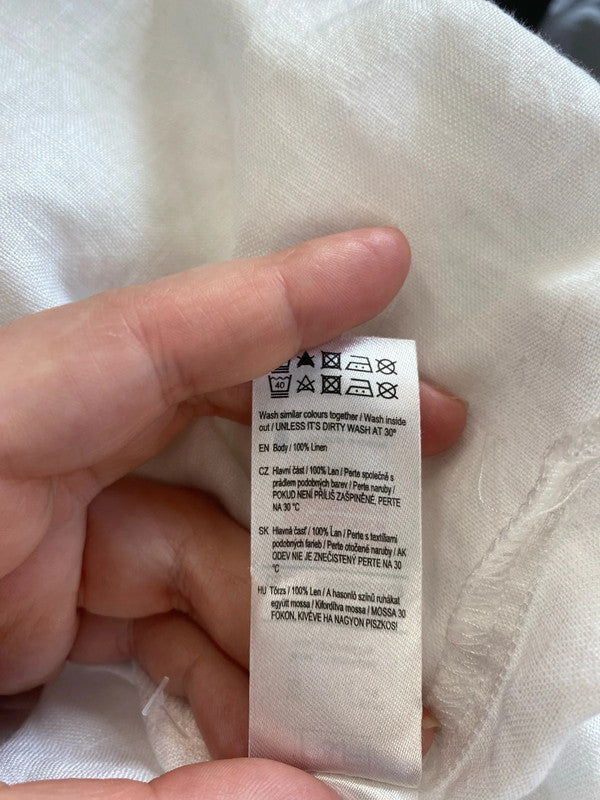 40
Wash similar colours together / Wash inside
out / UNLESS IT'S DIRTY WASH AT 30°
EN Body / 100% Linen
CZ Hlavní část / 100% Len / Perte společně s
prádlem podobných barev / Perte naruby /
POKUD NENÍ PŘÍLIŠ ZAŠPINĚNÉ, PERTE
NA 30 °C
SK Hlavná časť / 100% Ľan / Perte s textíliami
podobných farieb / Perte otočené naruby / AK
ODEV NIE JE ZNEČISTENÝ PERTE NA 30
°C
HU Törzs / 100% Len / A hasonló színű ruhákat
együtt mossa / Kifordítva mossa / MOSSA 30
FOKON, KIVÉVE HA NAGYON PISZKOS!